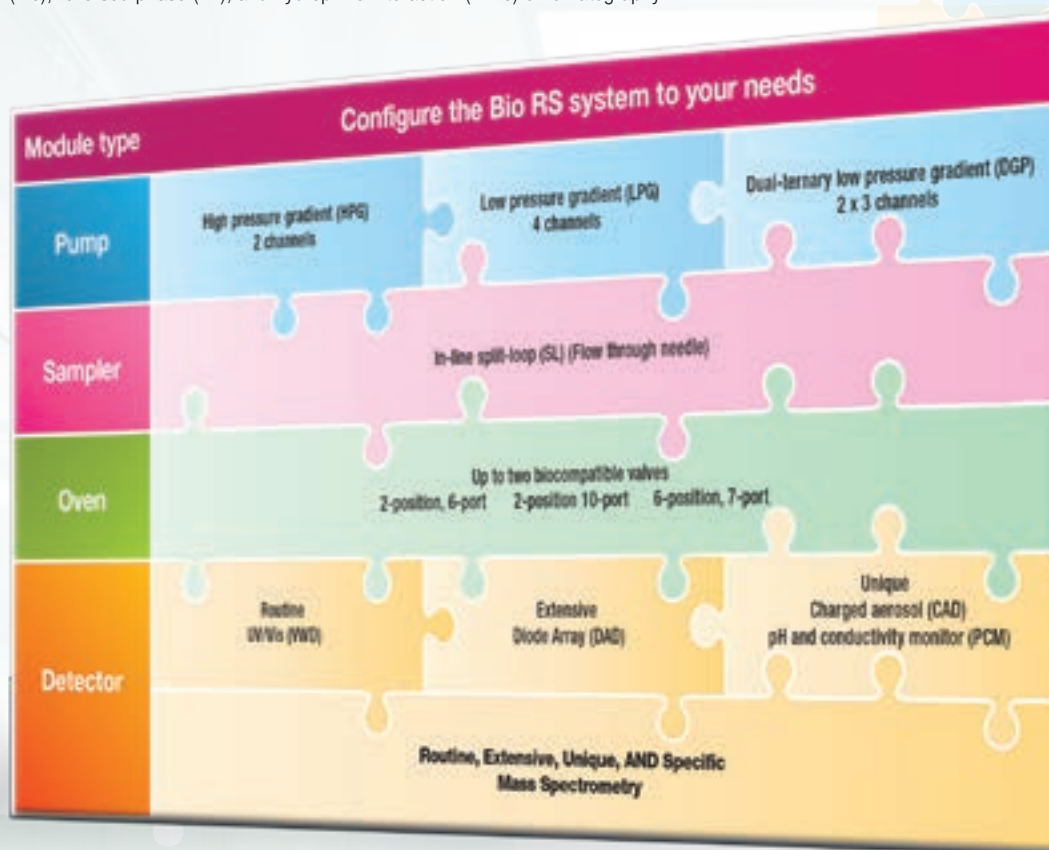 Configure the Bio RS system to your needs
Module type
Pump
High pressure gradient (HPG)
2 channels
Low pressure gradient (LPG)
4 channels
Dual-ternary low pressure gradient (DGP)
2 x 3 channels
Sampler
In-line split-loop (SL) (Flow through needle)
Oven
Up to two biocompatible valves
2-position, 6-port 2-position 10-port 6-position, 7-port
Detector
Routine
UV/Vis (VWD)
Extensive
Diode Array (DAD)
Unique
Charged aerosol (CAD)
pH and conductivity monitor (PCM)
Routine, Extensive, Unique, AND Specific
Mass Spectrometry